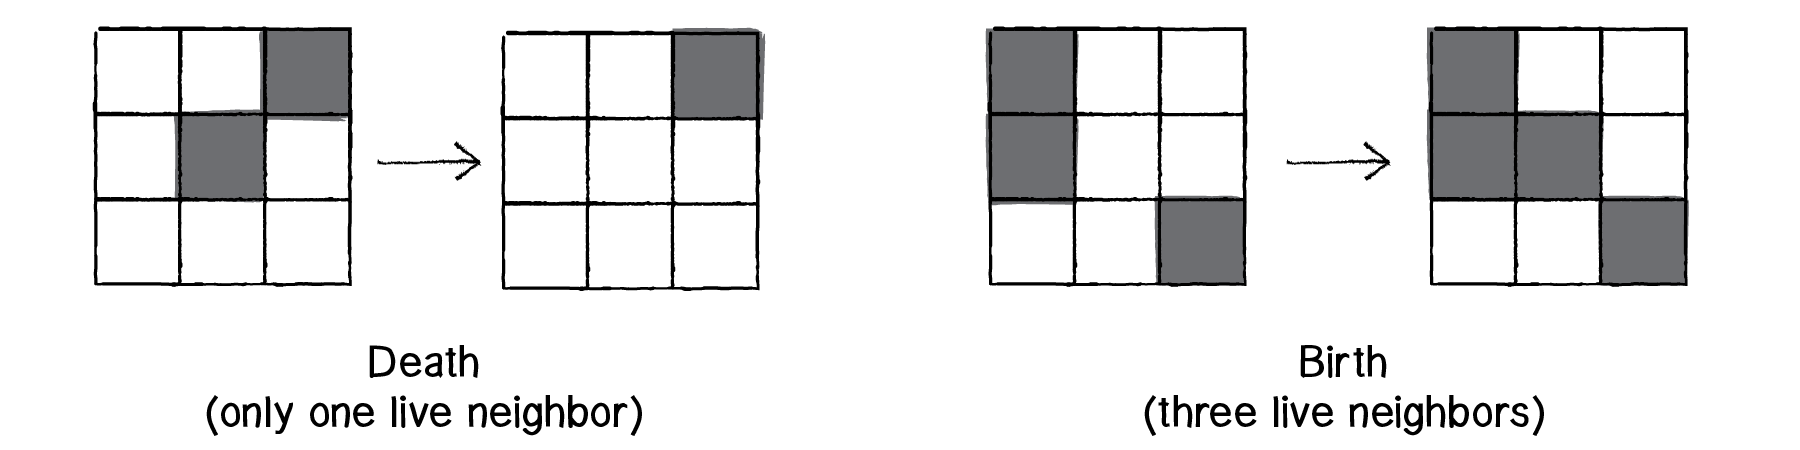 Death
(only one live neighbor)
Birth
(three live neighbors)